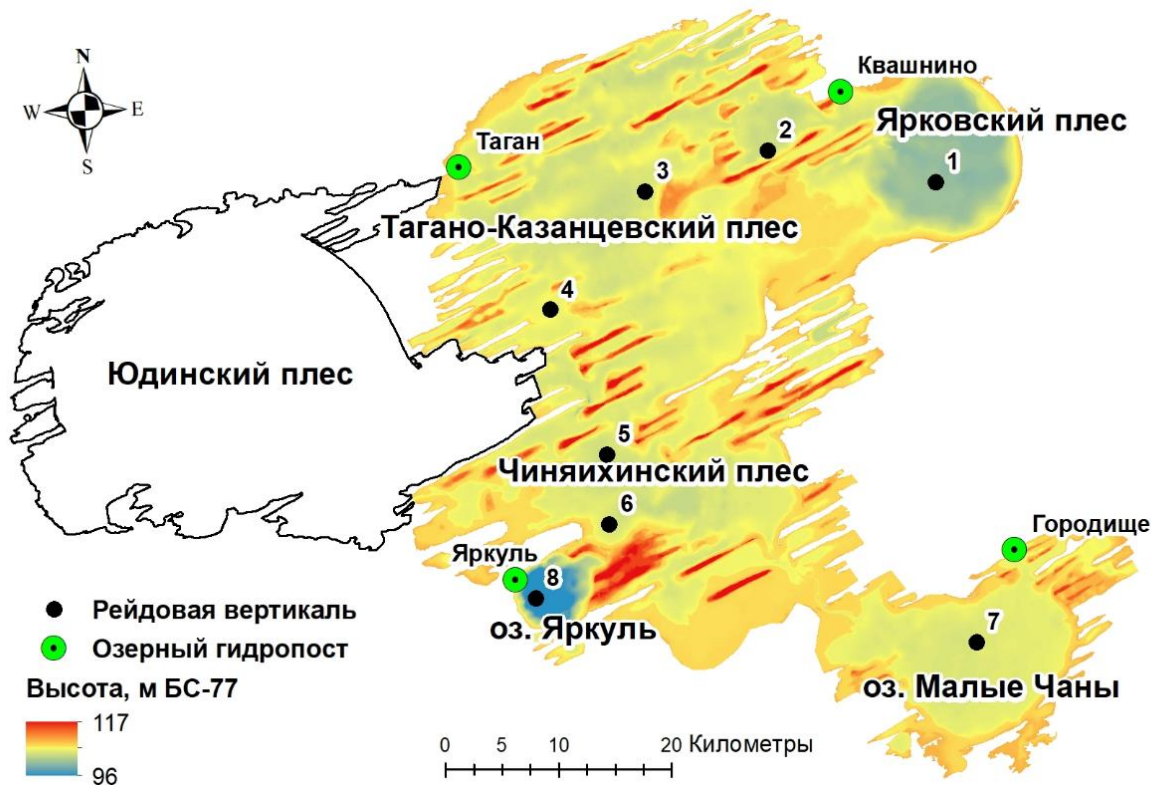 N
W E
S
Квашнино
Ярковский плес
Таган
2
1
3
Тагано-Казанцевский плес
4
Юдинский плес
5
Чиняихинский плес
6
Городище
Яркуль
8
Рейдовая вертикаль
оз. Яркуль
7
Озерный гидропост
оз. Малые Чаны
Высота, м БС-77
117
96
0 5 10 20 Километры